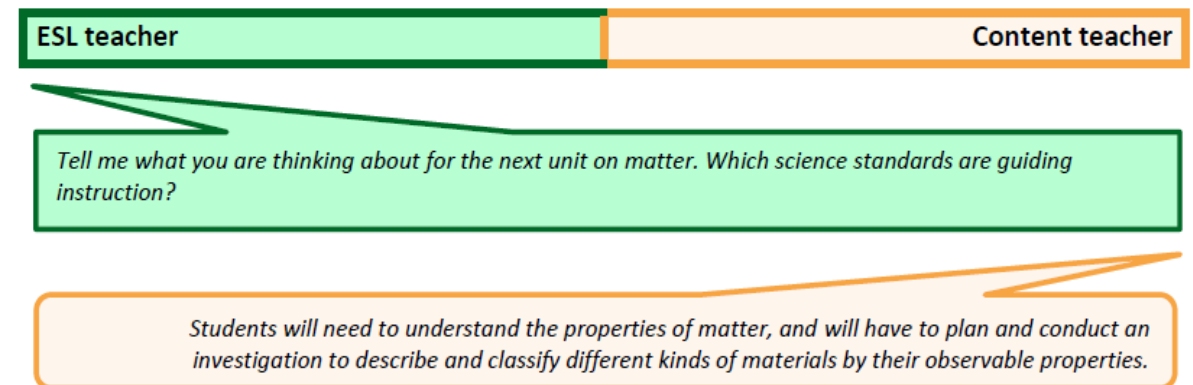 ESL teacher
Content teacher
Tell me what you are thinking about for the next unit on matter. Which science standards are guiding
instruction?
Students will need to understand the properties of matter, and will have to plan and conduct an
investigation to describe and classify different kinds of materials by their observable properties.